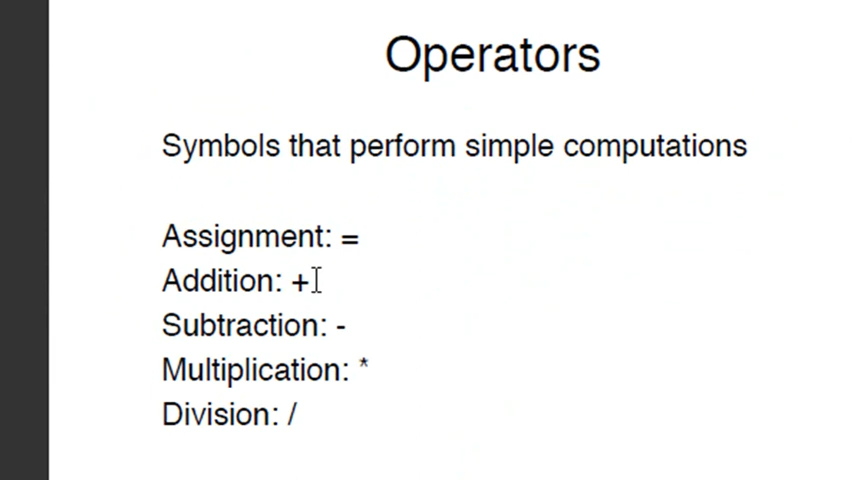 Operators
Symbols that perform simple computations
Assignment: =
Addition: +
Subtraction: -
Multiplication: *
Division: /